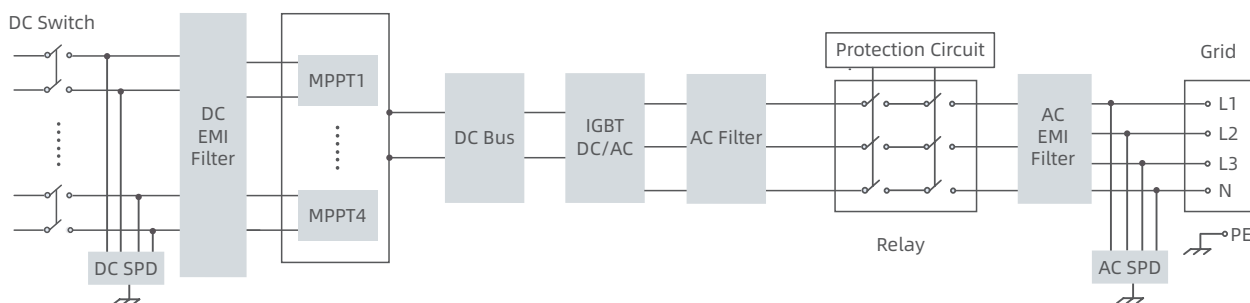 DC Switch
DC SPD
DC
EMI
Filter
MPPT1
MPPT4
DC Bus
IGBT
DC/AC
AC Filter
Protection Circuit
Relay
AC
EMI
Filter
AC SPD
Grid
L1
L2
L3
N
PE